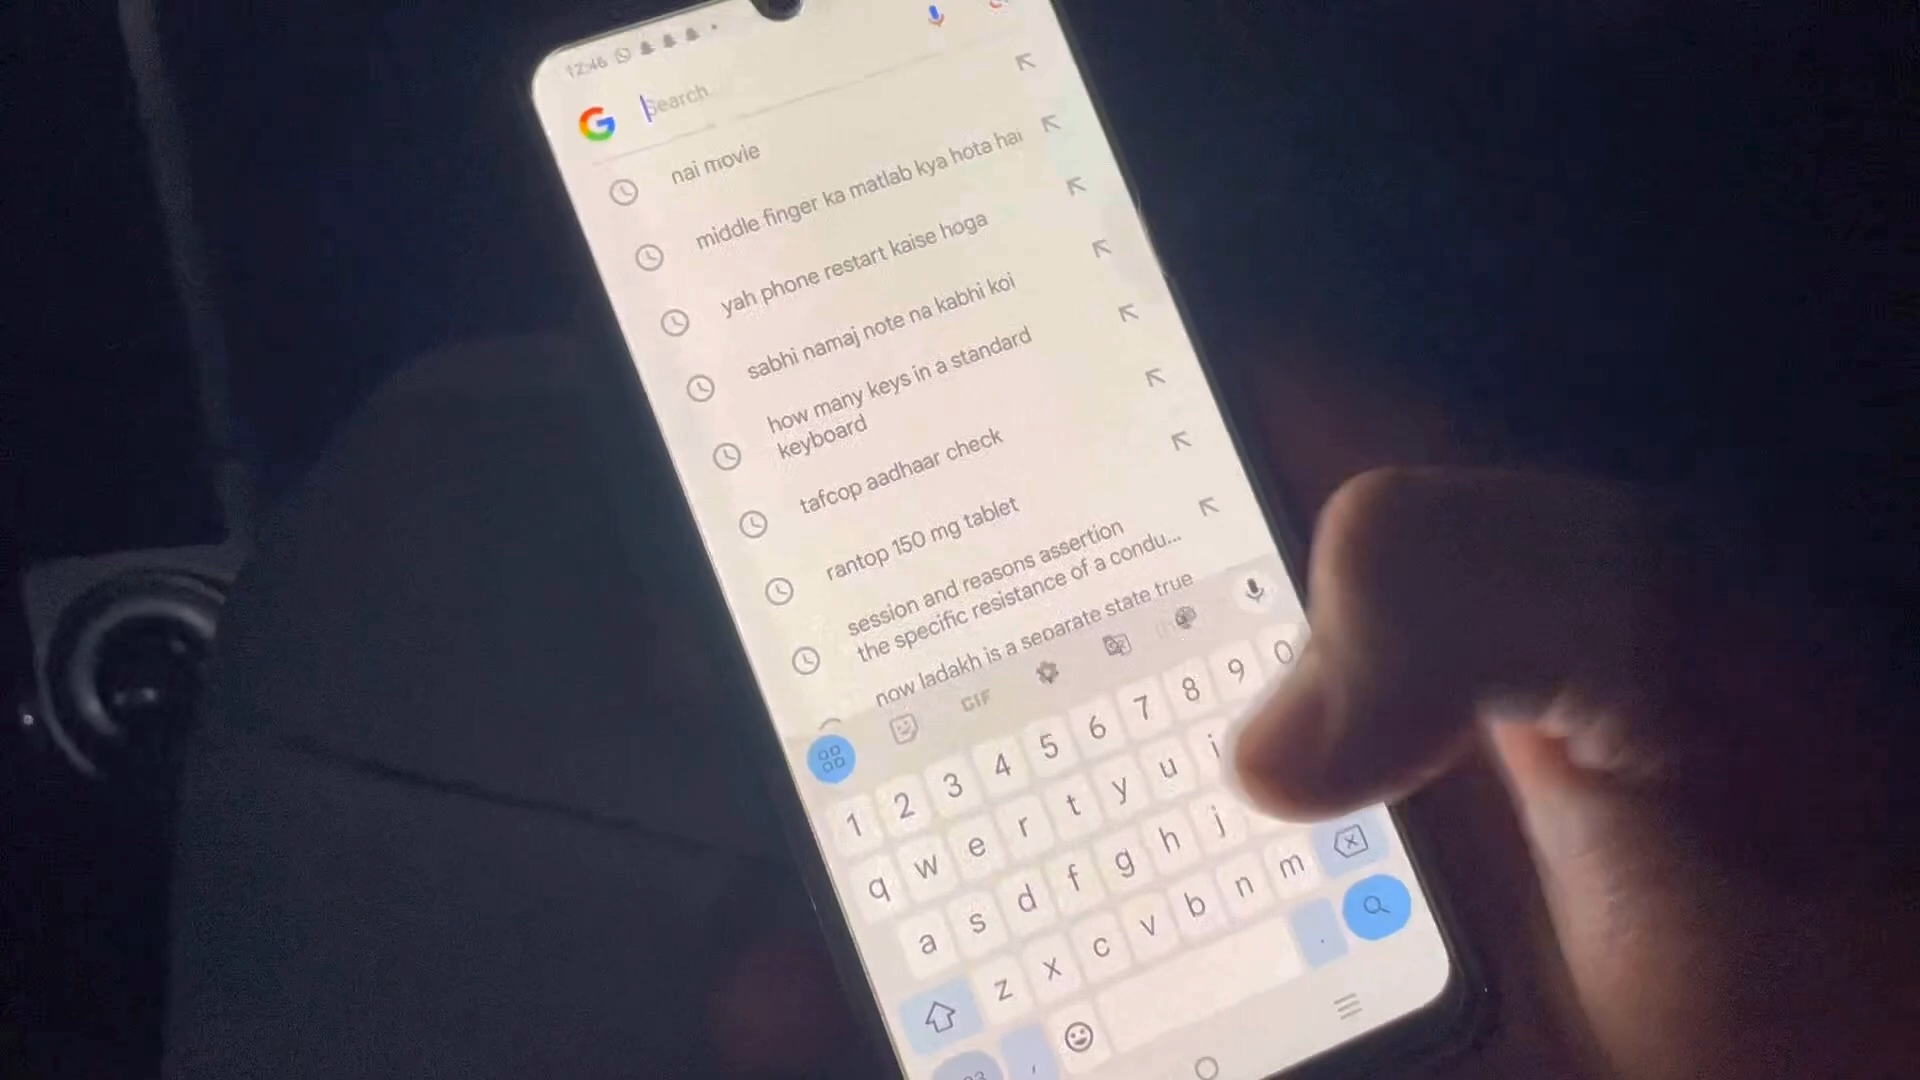 12:46
Search
nai movie
middle finger ka matlab kya hota hai
yah phone restart kaise hoga
sabhi namaj note na kabhi koi
how many keys in a standard
keyboard
tafcop aadhaar check
rantop 150 mg tablet
session and reasons assertion
the specific resistance of a condu...
now ladakh is a separate state true
GIF
1 2 3 4 5 6 7 8 9 0
q w e r t y u i
a s d f g h j
z x c v b n m
, .